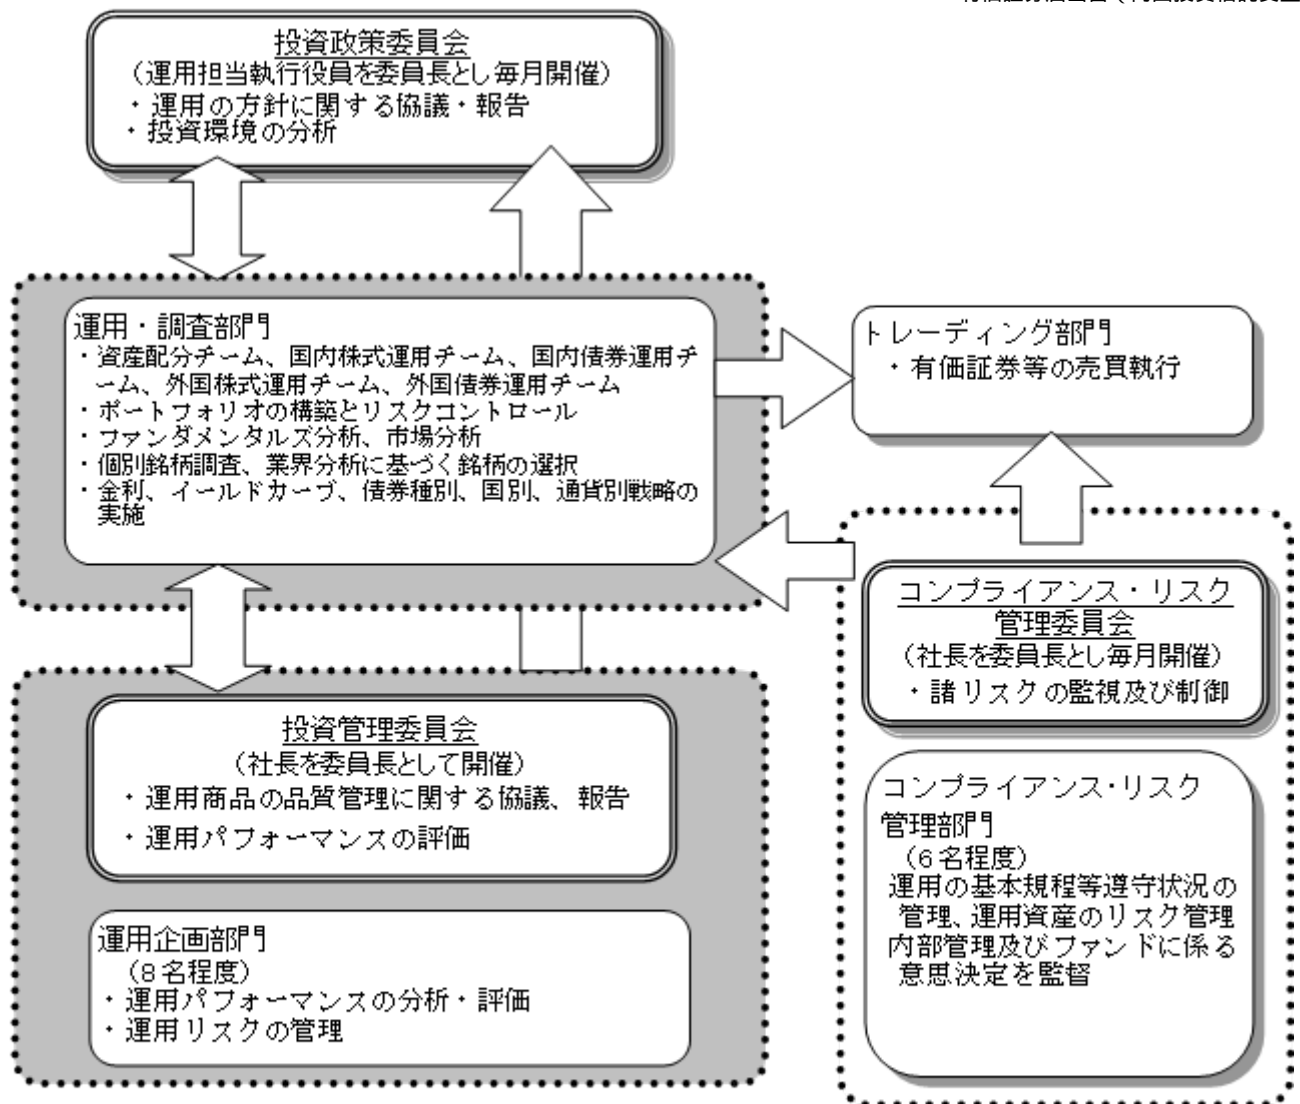 投資政策委員会
（運用担当執行役員を委員長とし毎月開催）
・運用の方針に関する協議・報告
・投資環境の分析
運用・調査部門
・資産配分チーム、国内株式運用チーム、国内債券運用チ
ーム、外国株式運用チーム、外国債券運用チーム
・ポートフォリオの構築とリスクコントロール
・ファンダメンタルズ分析、市場分析
・個別銘柄調査、業界分析に基づく銘柄の選択
・金利、イールドカーブ、債券種別、国別、通貨別戦略の
実施
トレーディング部門
・有価証券等の売買執行
コンプライアンス・リスク
管理委員会
（社長を委員長とし毎月開催）
・諸リスクの監視及び制御
投資管理委員会
（社長を委員長として開催）
・運用商品の品質管理に関する協議、報告
・運用パフォーマンスの評価
コンプライアンス・リスク
管理部門
（6名程度）
運用の基本規程等遵守状況の
管理、運用資産のリスク管理
内部管理及びファンドに係る
意思決定を監督
運用企画部門
（8名程度）
・運用パフォーマンスの分析・評価
・運用リスクの管理